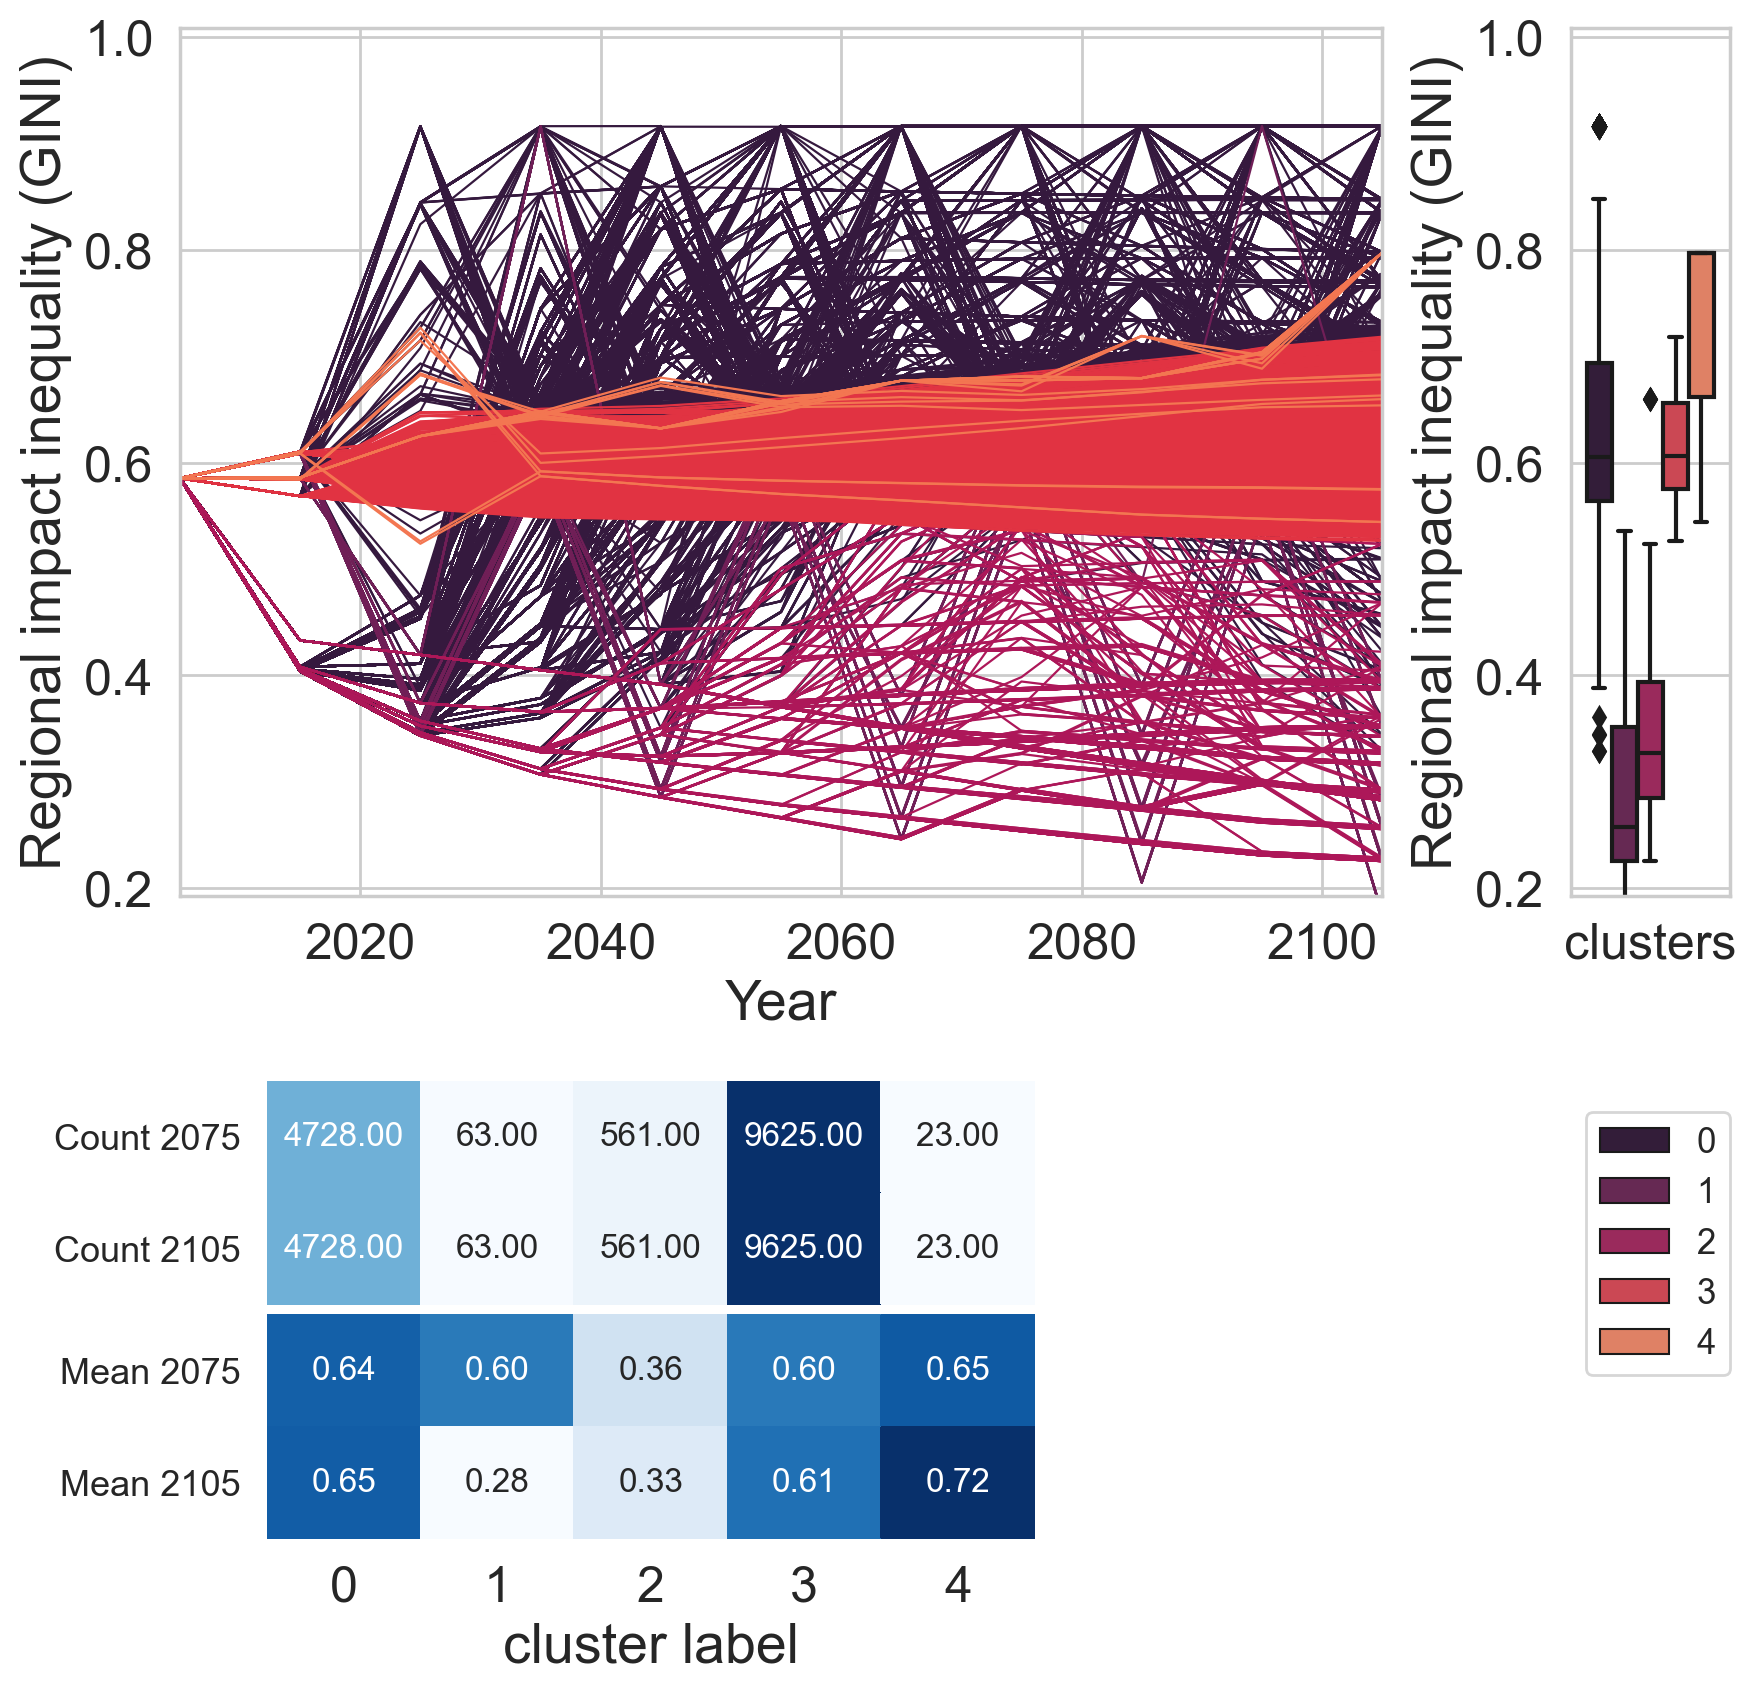 Regional impact inequality (GINI)
1.0
0.8
0.6
0.4
0.2
2020 2040 2060 2080 2100
Year
Regional impact inequality (GINI)
1.0
0.8
0.6
0.4
0.2
clusters
Count 2075 4728.00 63.00 561.00 9625.00 23.00
Count 2105 4728.00 63.00 561.00 9625.00 23.00
Mean 2075 0.64 0.60 0.36 0.60 0.65
Mean 2105 0.65 0.28 0.33 0.61 0.72
0 1 2 3 4
cluster label
0
1
2
3
4